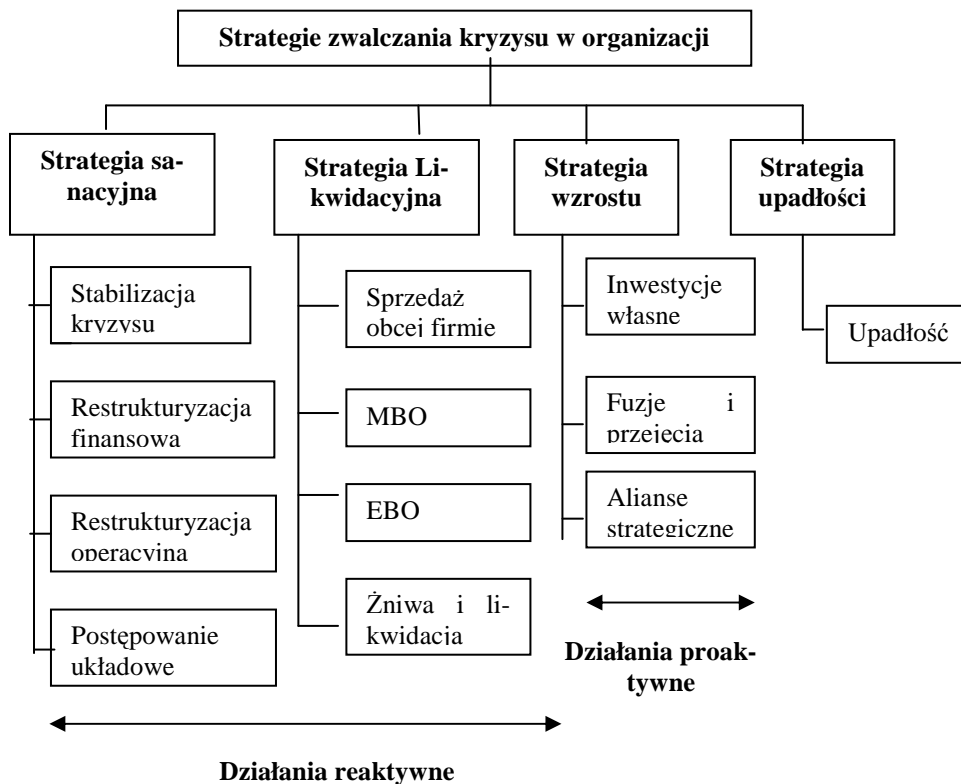 Strategie zwalczania kryzysu w organizacji
Strategia sa-
nacyjna
Strategia Li-
kwidacyjna
Strategia
wzrostu
Strategia
upadłości
Stabilizacja
kryzysu
Restrukturyzacja
finansowa
Restrukturyzacja
operacyjna
Postępowanie
układowe
Sprzedaż
obcej firmie
MBO
EBO
Żniwa i li-
kwidacja
Inwestycje
własne
Fuzje i
przejęcia
Alianse
strategiczne
Upadłość
Działania proak-
tywne
Działania reaktywne